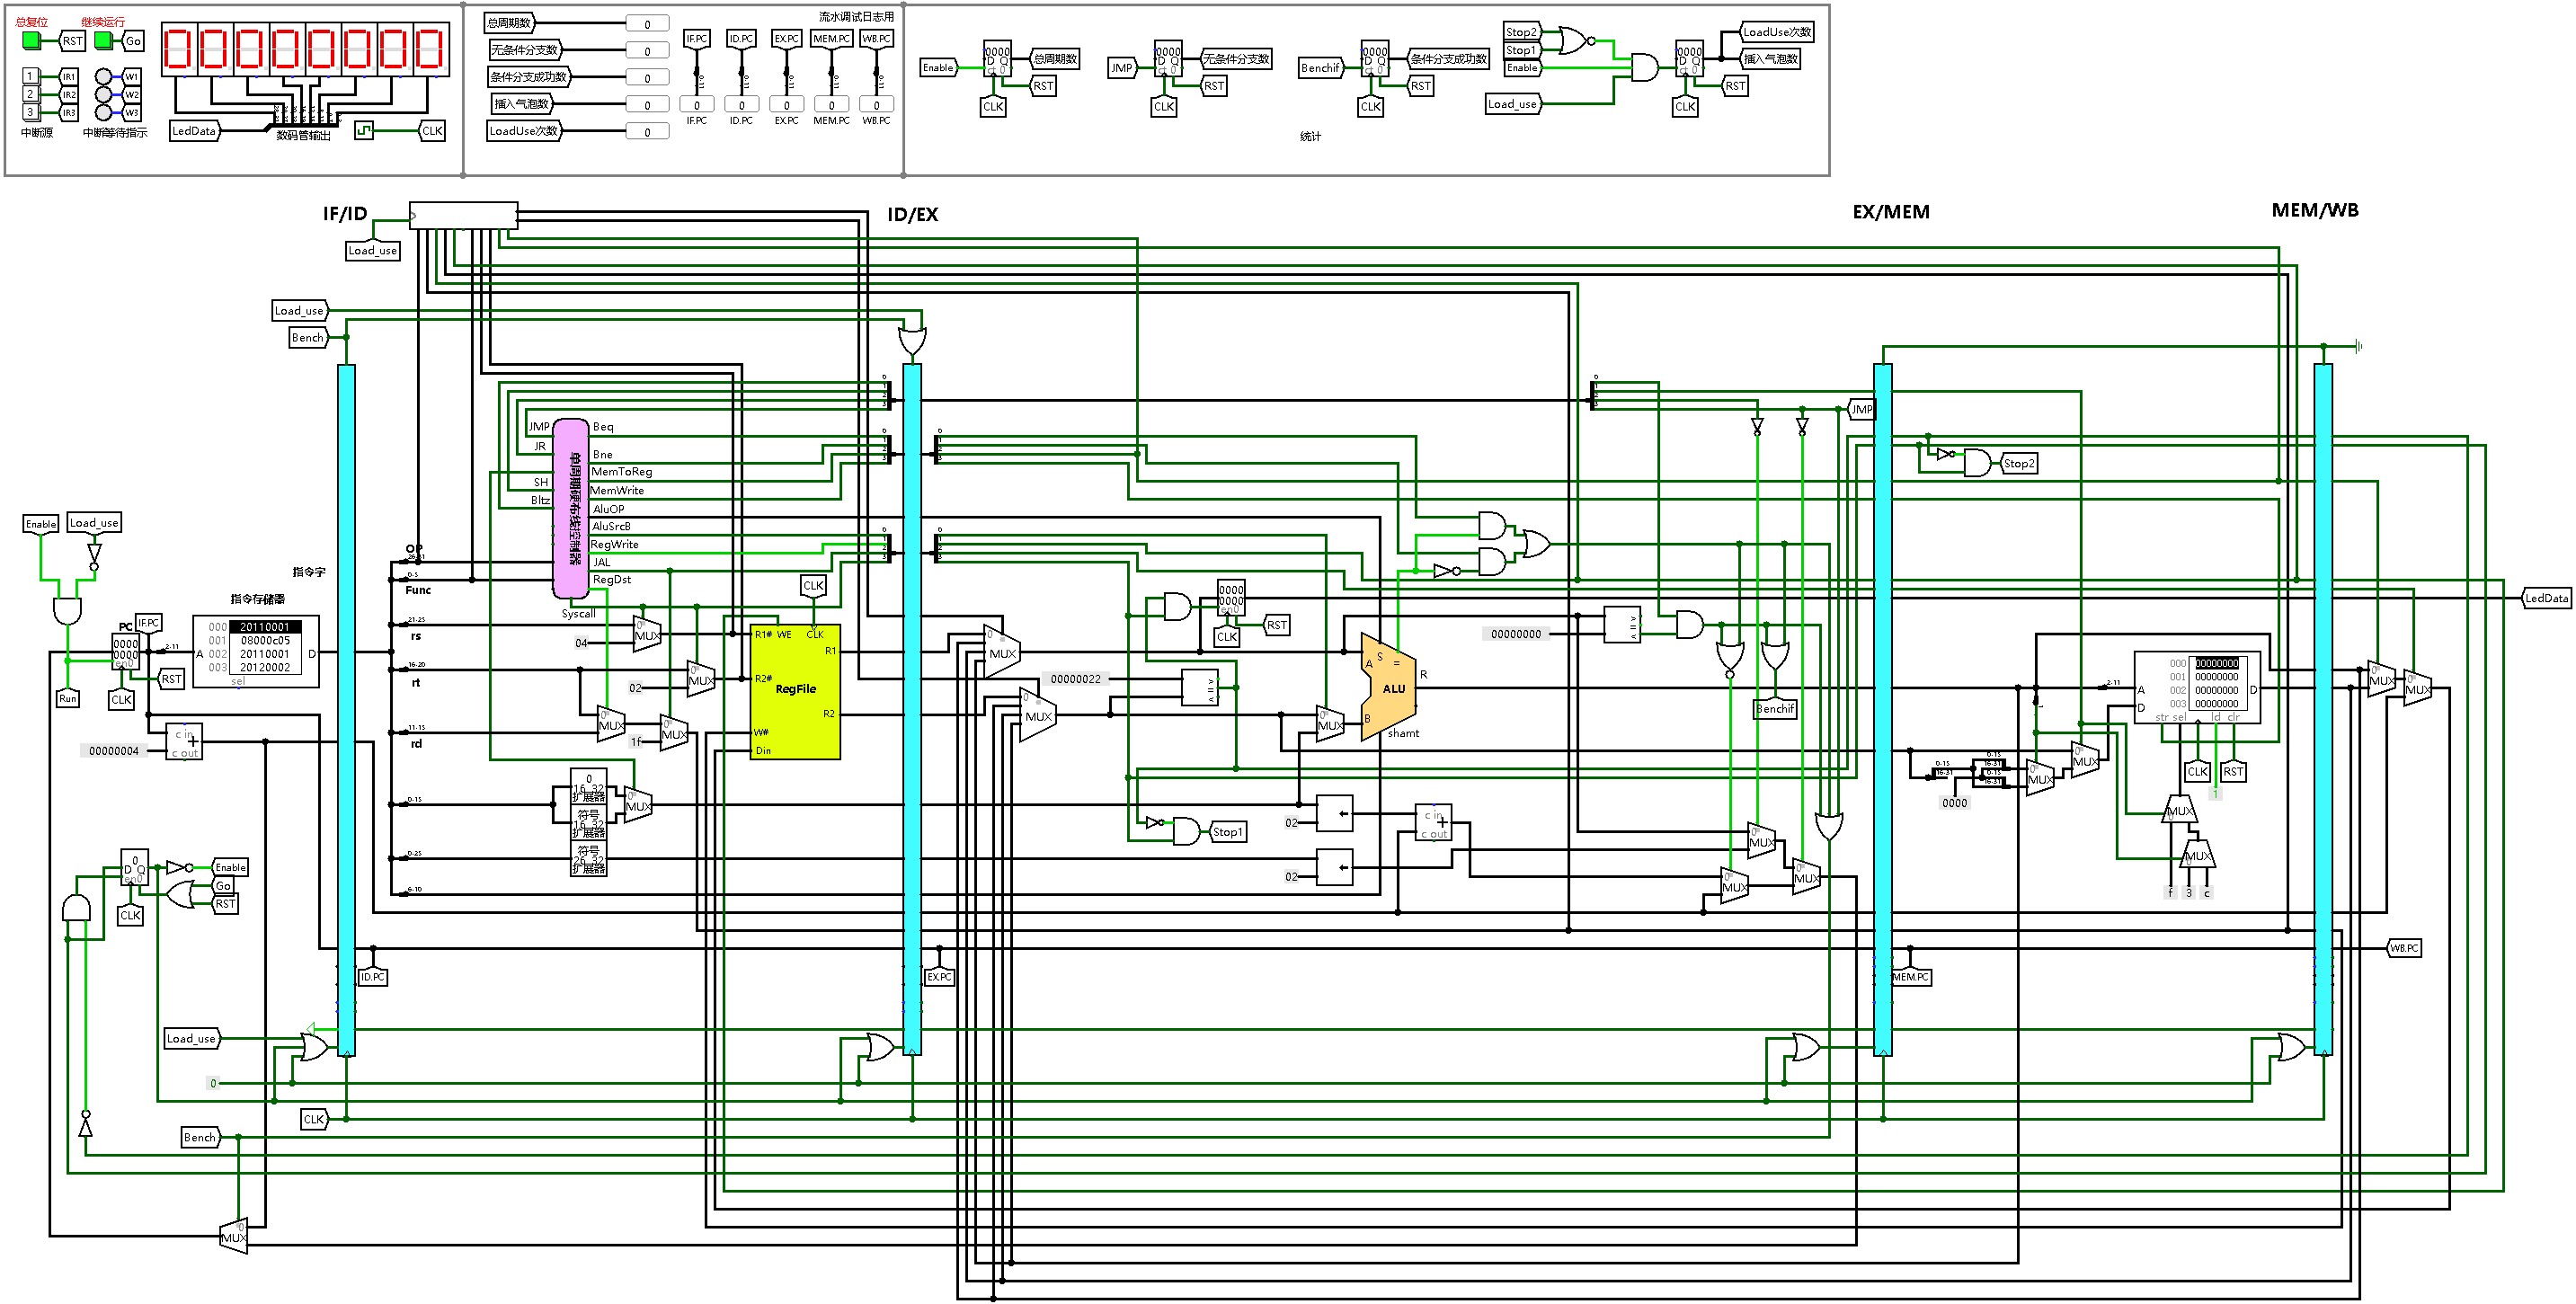 总复位
继续运行
RST
Go
1
IR1
2
IR2
3
IR3
中断源
W1
W2
W3
中断等待指示
LedData
数码管输出
CLK
总周期数
0
无条件分支数
0
条件分支成功数
0
插入气泡数
0
LoadUse次数
0
流水调试日志用
IF.PC
ID.PC
EX.PC
MEM.PC
WB.PC
0
0
0
0
0
IF.PC
ID.PC
EX.PC
MEM.PC
WB.PC
Enable
总周期数
RST
CLK
JMP
无条件分支数
RST
CLK
Benchif
条件分支成功数
RST
CLK
Stop2
Stop1
Enable
Load_use
LoadUse次数
插入气泡数
RST
CLK
统计
IF/ID
ID/EX
EX/MEM
MEM/WB
Load_use
Load_use
Bench
JMP
JR
SH
Bltz
单周期硬布线控制器
Beq
Bne
MemToReg
MemWrite
AluOP
AluSrcB
RegWrite
JAL
RegDst
Syscall
Enable
Load_use
指令字
指令存储器
000 20110001
001 08000c05
002 20110001
003 20120002
A
D
sel
PC
IF.PC
RST
Run
CLK
00000004
c in
c out
OP
Func
rs
rt
rd
04
02
1f
MUX
MUX
MUX
MUX
CLK
R1# WE CLK
R1
R2#
RegFile
R2
W#
Din
0
16 32
扩展器
符号
16 32
扩展器
符号
26 32
扩展器
MUX
MUX
MUX
00000022
CLK
RST
MUX
A
S
=
ALU
R
B
shamt
00000000
Benchif
Stop1
Stop2
JMP
02
02
c in
c out
MUX
MUX
MUX
LedData
000 00000000
001 00000000
002 00000000
003 00000000
A
D
D
str sel ld clr
CLK
RST
1
MUX
MUX
0000
MUX
MUX
f
3
c
MUX
MUX
Enable
Go
RST
CLK
ID.PC
EX.PC
MEM.PC
WB.PC
Load_use
0
CLK
Bench
MUX